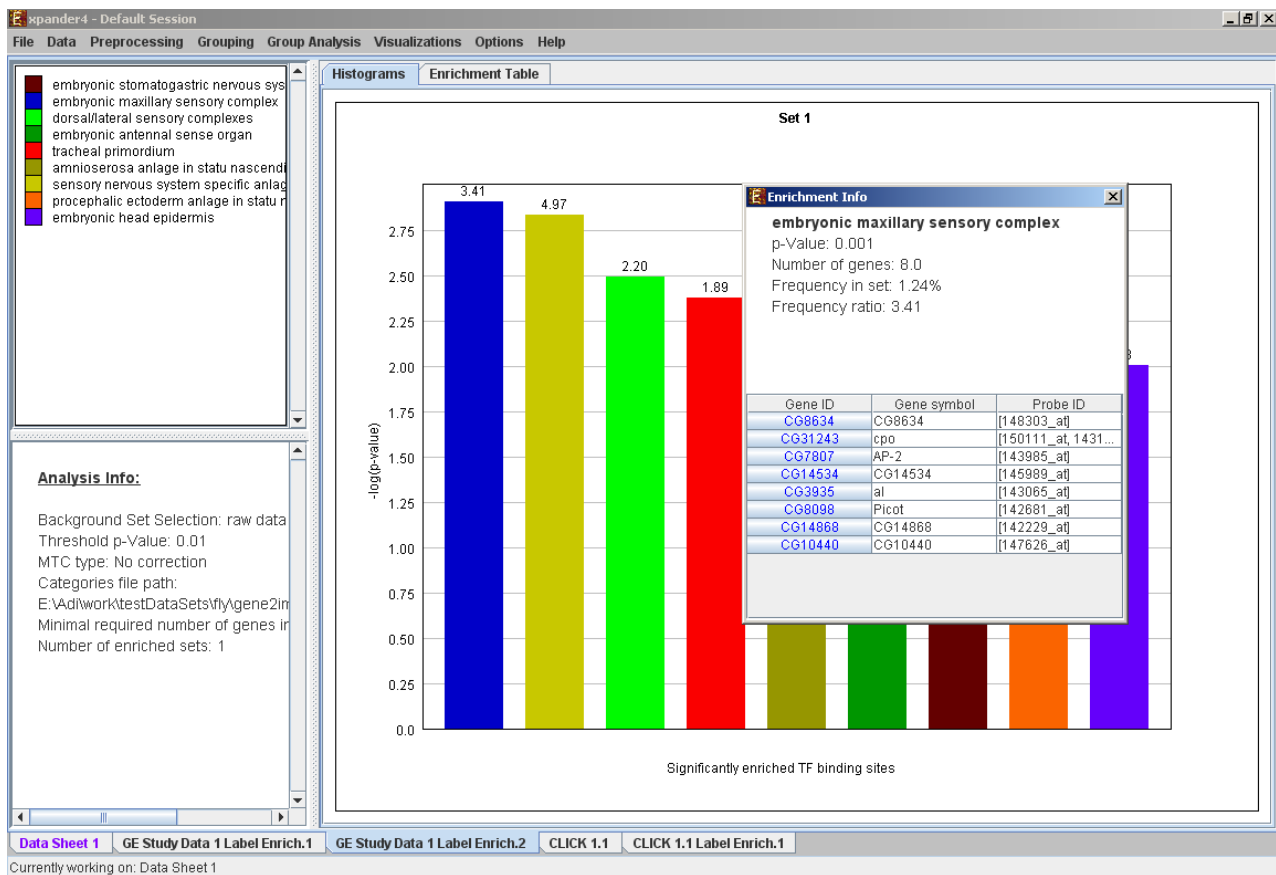 xpander4 - Default Session
File Data Preprocessing Grouping Group Analysis Visualizations Options Help
embryonic stomatogastric nervous sys
embryonic maxillary sensory complex
dorsal/lateral sensory complexes
embryonic antennal sense organ
tracheal primordium
amnioserosa anlage in statu nascendi
sensory nervous system specific anlag
procephalic ectoderm anlage in statu r
embryonic head epidermis
Analysis Info:
Background Set Selection: raw data
Threshold p-Value: 0.01
MTC type: No correction
Categories file path:
E:\Adi\work\testDataSets\fly\gene2im
Minimal required number of genes in
Number of enriched sets: 1
Histograms Enrichment Table
Set 1
3.41
4.97
2.20
1.89
2.75
2.50
2.25
2.00
1.75
1.50
1.25
1.00
0.75
0.50
0.25
0.0
-log(p-value)
Significantly enriched TF binding sites
Enrichment Info
embryonic maxillary sensory complex
p-Value: 0.001
Number of genes: 8.0
Frequency in set: 1.24%
Frequency ratio: 3.41
Gene ID Gene symbol Probe ID
CG8634 CG8634 [148303_at]
CG31243 cpo [150111_at, 1431...
CG7807 AP-2 [143985_at]
CG14534 CG14534 [145989_at]
CG3935 al [143065_at]
CG8098 Picot [142681_at]
CG14868 CG14868 [142229_at]
CG10440 CG10440 [147626_at]
Data Sheet 1 GE Study Data 1 Label Enrich.1 GE Study Data 1 Label Enrich.2 CLICK 1.1 CLICK 1.1 Label Enrich.1
Currently working on: Data Sheet 1